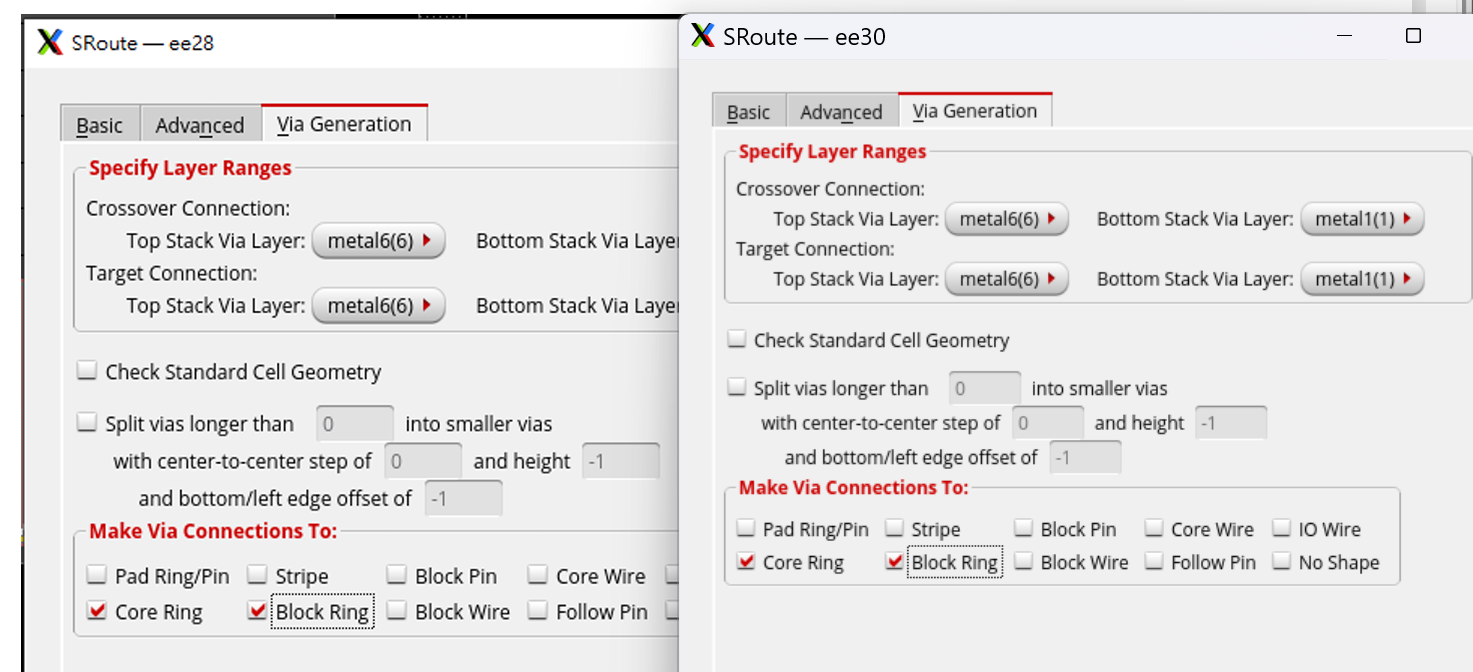 SRoute — ee28
Basic Advanced Via Generation
Specify Layer Ranges
Crossover Connection:
Top Stack Via Layer: metal6(6) Bottom Stack Via Layer
Target Connection:
Top Stack Via Layer: metal6(6) Bottom Stack Via Layer
Check Standard Cell Geometry
Split vias longer than 0 into smaller vias
with center-to-center step of 0 and height -1
and bottom/left edge offset of -1
Make Via Connections To:
Pad Ring/Pin Stripe Block Pin Core Wire
Core Ring Block Ring Block Wire Follow Pin
SRoute — ee30
Basic Advanced Via Generation
Specify Layer Ranges
Crossover Connection:
Top Stack Via Layer: metal6(6) Bottom Stack Via Layer: metal1(1)
Target Connection:
Top Stack Via Layer: metal6(6) Bottom Stack Via Layer: metal1(1)
Check Standard Cell Geometry
Split vias longer than 0 into smaller vias
with center-to-center step of 0 and height -1
and bottom/left edge offset of -1
Make Via Connections To:
Pad Ring/Pin Stripe Block Pin Core Wire IO Wire
Core Ring Block Ring Block Wire Follow Pin No Shape